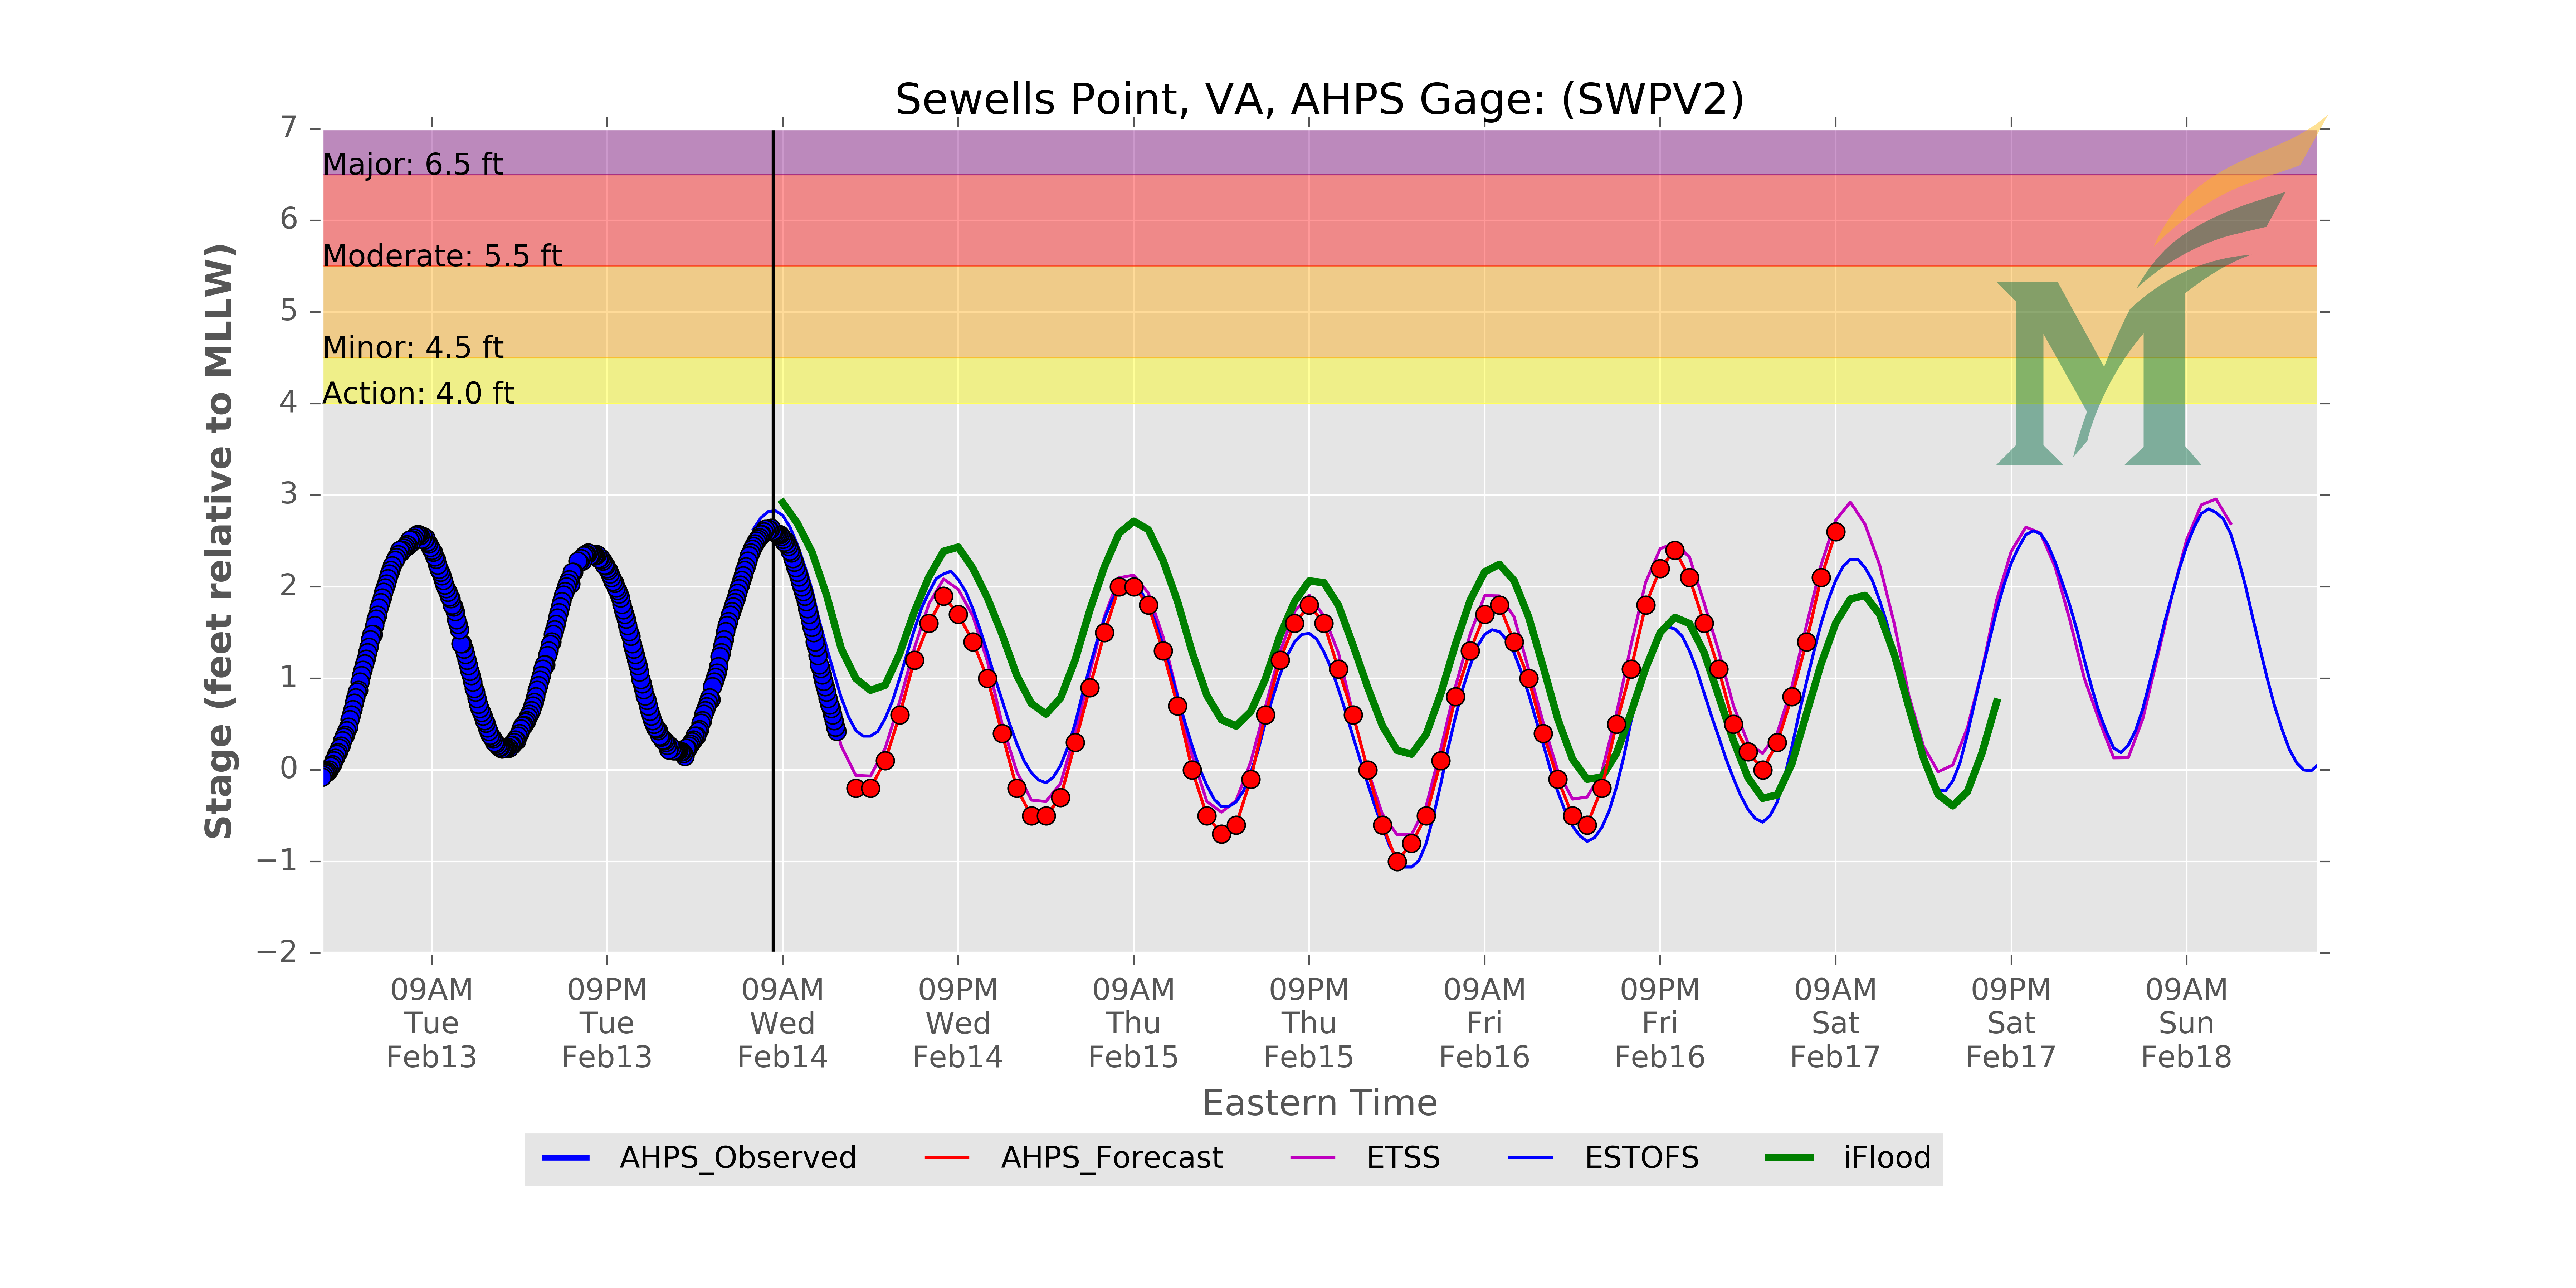 Sewells Point, VA, AHPS Gage: (SWPV2)
Stage (feet relative to MLLW)
7
6
5
4
3
2
1
0
−1
−2
Major: 6.5 ft
Moderate: 5.5 ft
Minor: 4.5 ft
Action: 4.0 ft
M
09AM 09PM 09AM 09PM 09AM 09PM 09AM 09PM 09AM 09PM 09AM
Tue Tue Wed Wed Thu Thu Fri Fri Sat Sat Sun
Feb13 Feb13 Feb14 Feb14 Feb15 Feb15 Feb16 Feb16 Feb17 Feb17 Feb18
Eastern Time
AHPS_Observed AHPS_Forecast ETSS ESTOFS iFlood